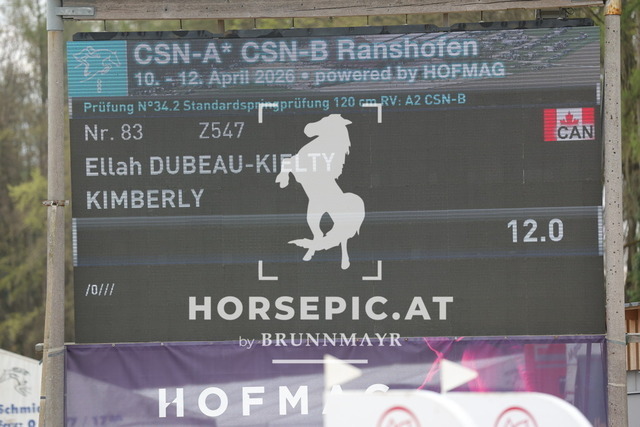 CSN-A* CSN-B Ranshofen
10. - 12. April 2026 • powered by HOFMAG
Prüfung N°34.2 Standardspringprüfung 120 cm RV: A2 CSN-B
Nr. 83 Z547
CAN
Ellah DUBEAU-KIELTY
KIMBERLY
12.0
/0///
HORSEPIC.AT
by BRUNNMAYR
HOFMAG
Schmid